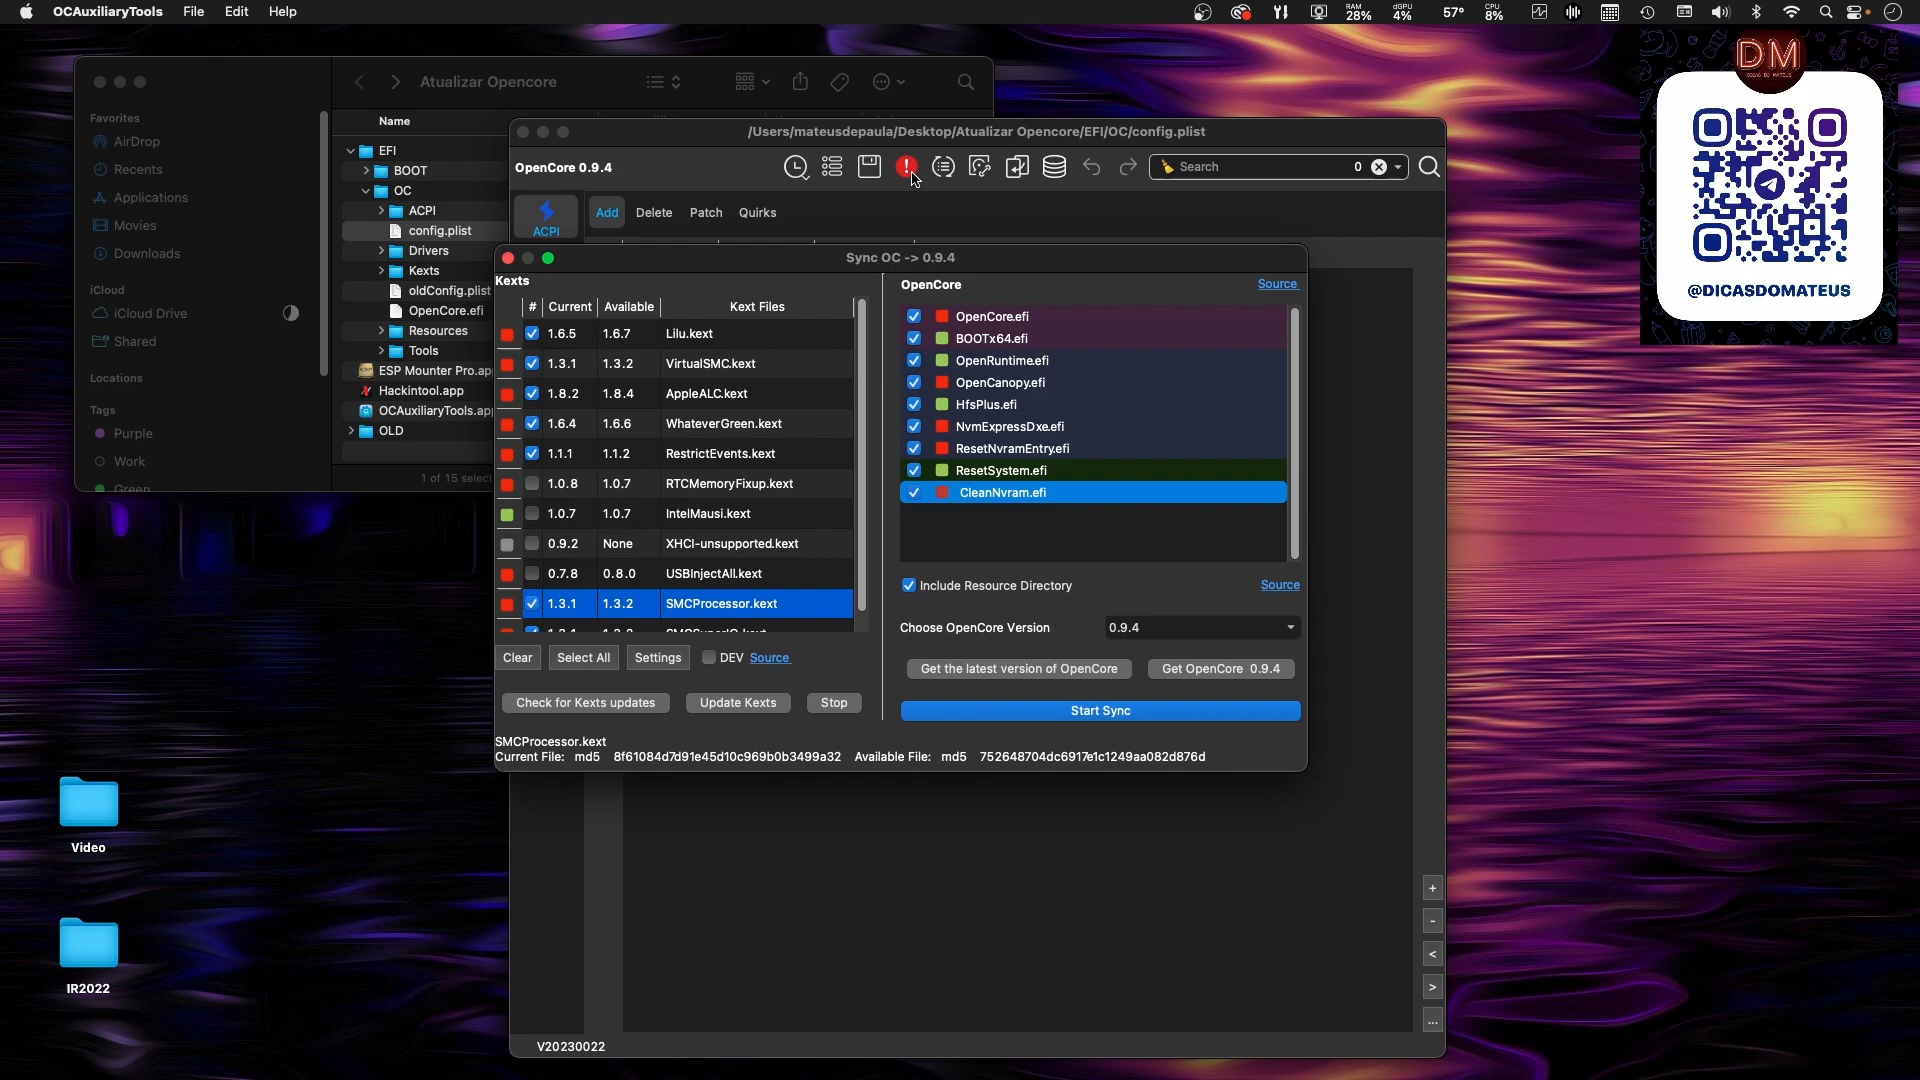 OCAuxiliaryTools File Edit Help
RAM 28% dGPU 4% 57° CPU 8%
Atualizar Opencore
Favorites
AirDrop
Recents
Applications
Movies
Downloads
iCloud
iCloud Drive
Shared
Locations
Tags
Purple
Work
Green
Name
EFI
BOOT
OC
ACPI
config.plist
Drivers
Kexts
oldConfig.plist
OpenCore.efi
Resources
Tools
ESP Mounter Pro.ap
Hackintool.app
OCAuxiliaryTools.app
OLD
1 of 15 select
/Users/mateusdepaula/Desktop/Atualizar Opencore/EFI/OC/config.plist
OpenCore 0.9.4
Search 0
ACPI
Add Delete Patch Quirks
Sync OC -> 0.9.4
Kexts
# Current Available Kext Files
1.6.5 1.6.7 Lilu.kext
1.3.1 1.3.2 VirtualSMC.kext
1.8.2 1.8.4 AppleALC.kext
1.6.4 1.6.6 WhateverGreen.kext
1.1.1 1.1.2 RestrictEvents.kext
1.0.8 1.0.7 RTCMemoryFixup.kext
1.0.7 1.0.7 IntelMausi.kext
0.9.2 None XHCI-unsupported.kext
0.7.8 0.8.0 USBInjectAll.kext
1.3.1 1.3.2 SMCProcessor.kext
Clear Select All Settings DEV Source
Check for Kexts updates Update Kexts Stop
OpenCore Source
OpenCore.efi
BOOTx64.efi
OpenRuntime.efi
OpenCanopy.efi
HfsPlus.efi
NvmExpressDxe.efi
ResetNvramEntry.efi
ResetSystem.efi
CleanNvram.efi
Include Resource Directory Source
Choose OpenCore Version 0.9.4
Get the latest version of OpenCore Get OpenCore 0.9.4
Start Sync
SMCProcessor.kext
Current File: md5 8f61084d7d91e45d10c969b0b3499a32 Available File: md5 752648704dc6917e1c1249aa082d876d
+
-
<
>
...
V20230022
Video
IR2022
DM
DICAS DO MATEUS
@DICASDOMATEUS